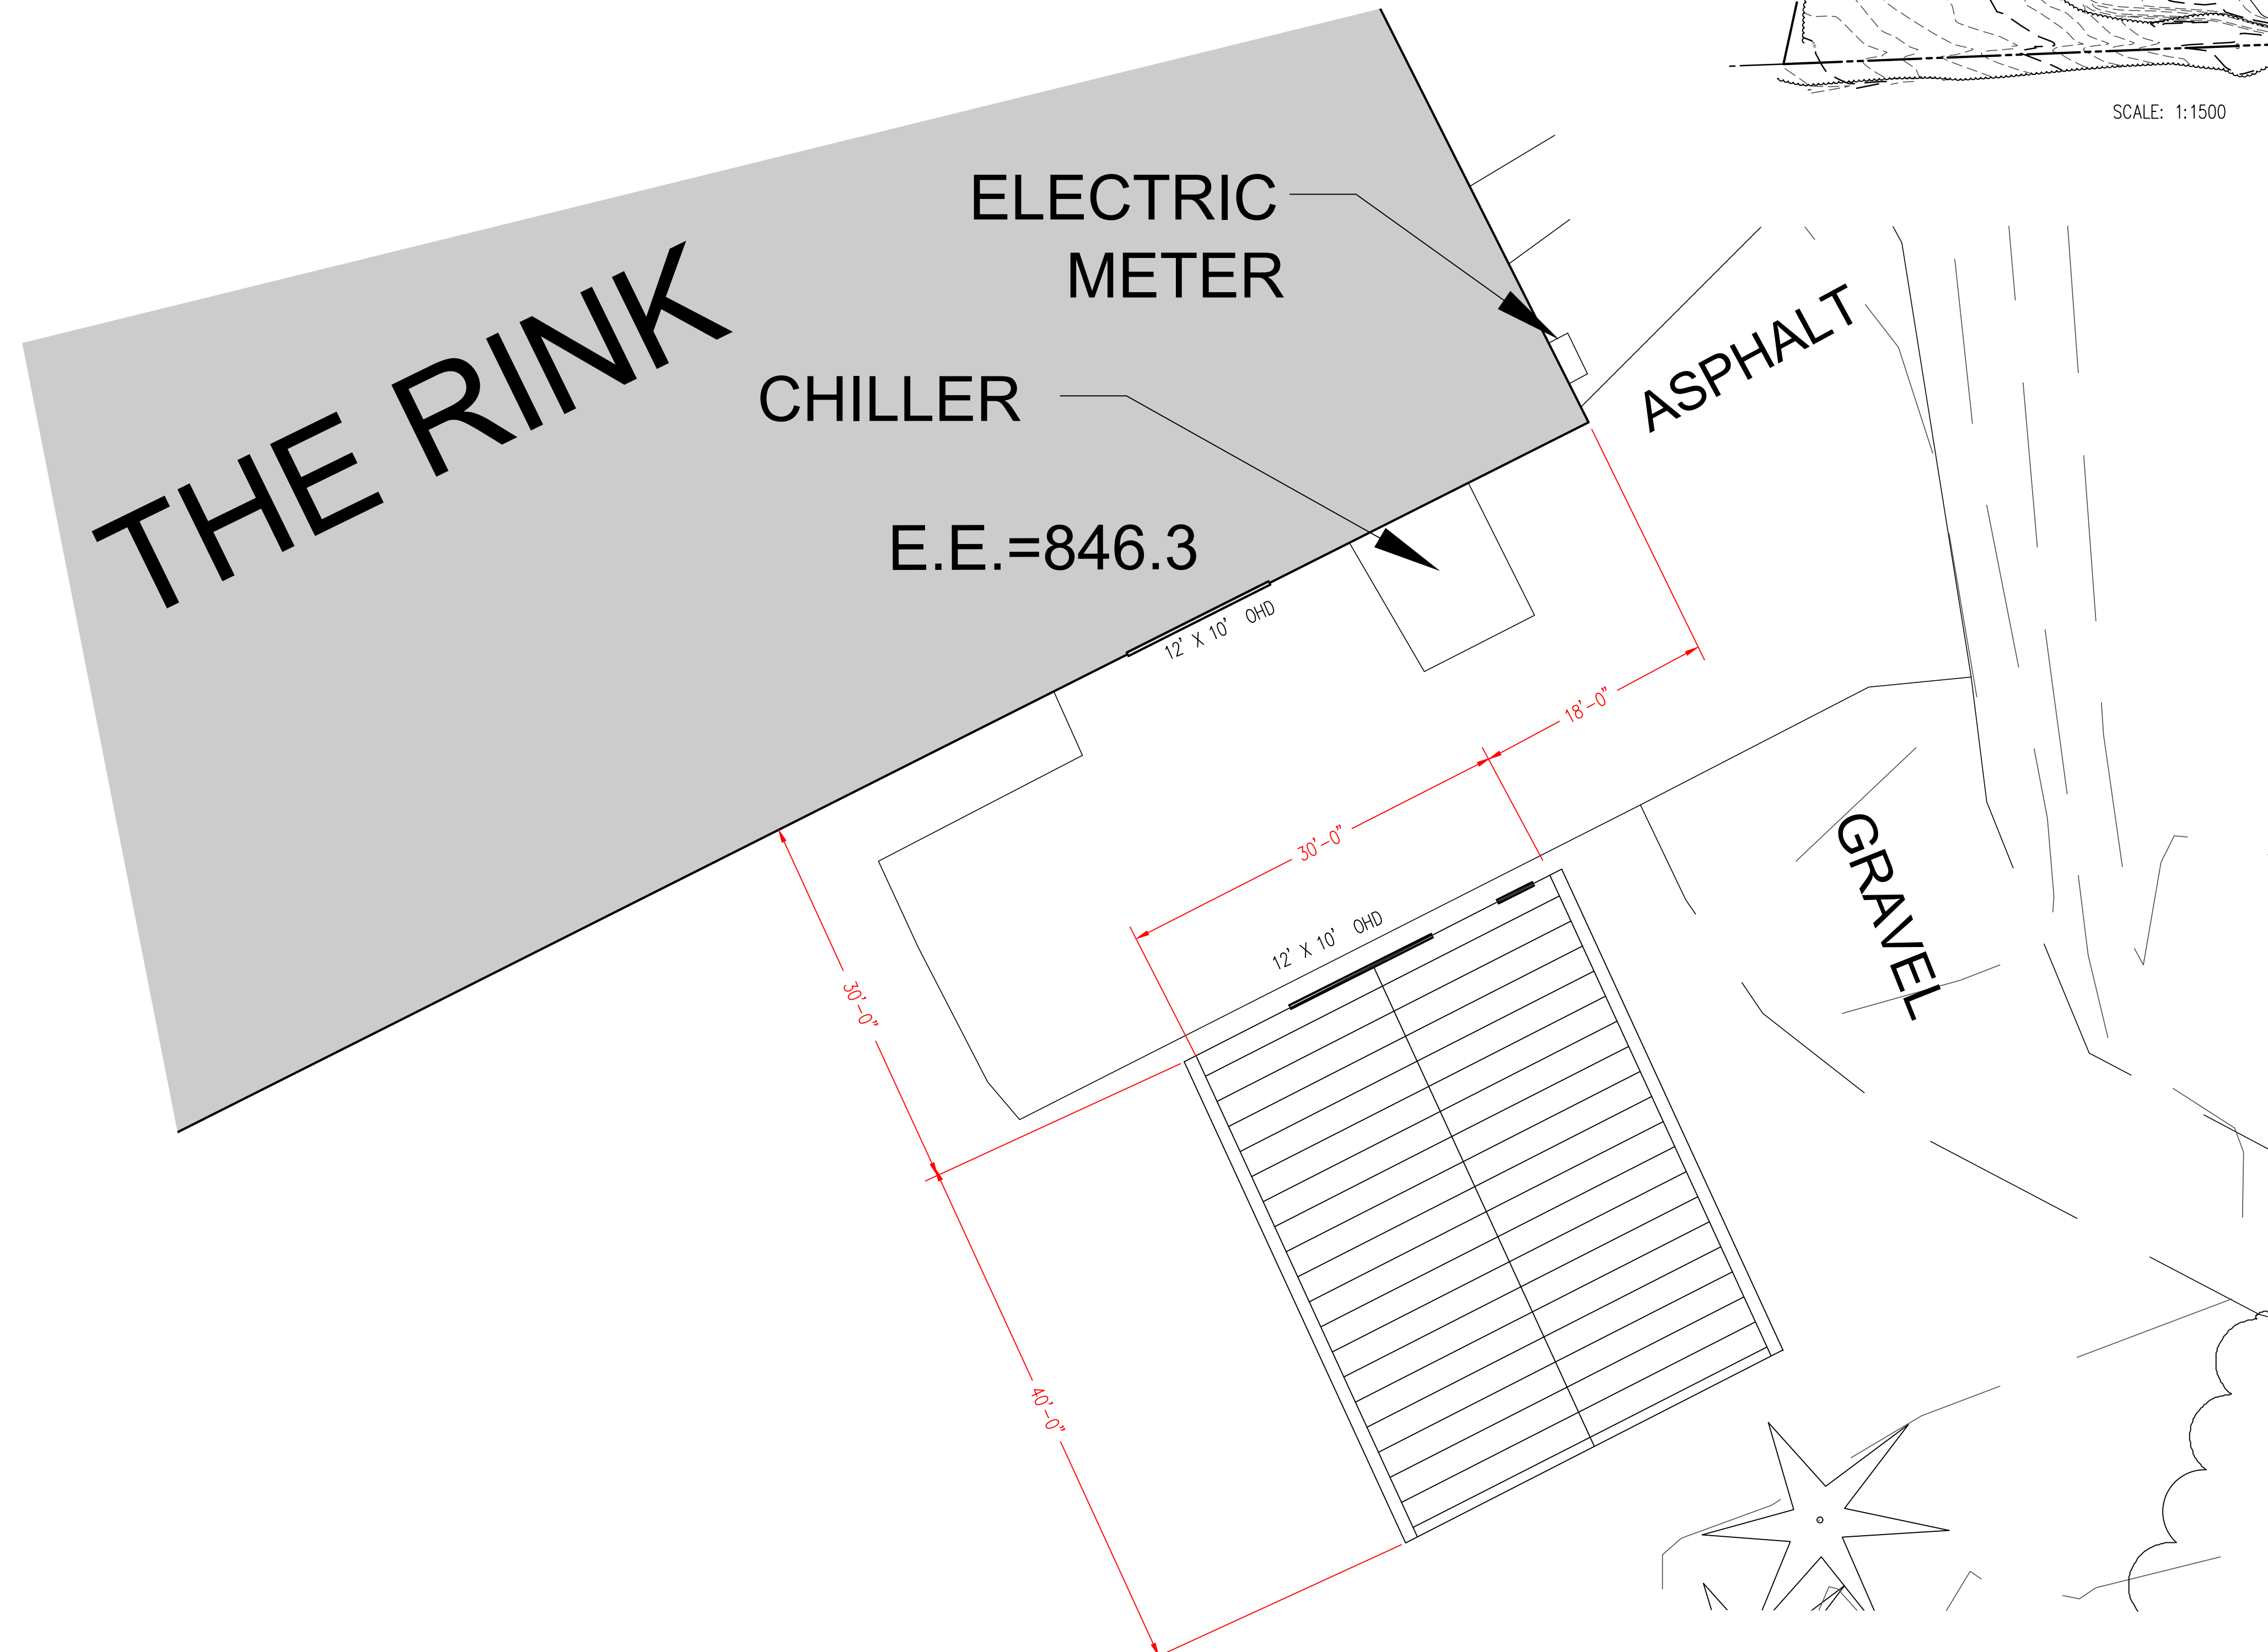 SCALE: 1:1500
ELECTRIC
METER
THE RINK
CHILLER
ASPHALT
E.E.=846.3
12' X 10' OHD
18'-0"
30'-0"
GRAVEL
12' X 10' OHD
30'-0"
40'-0"